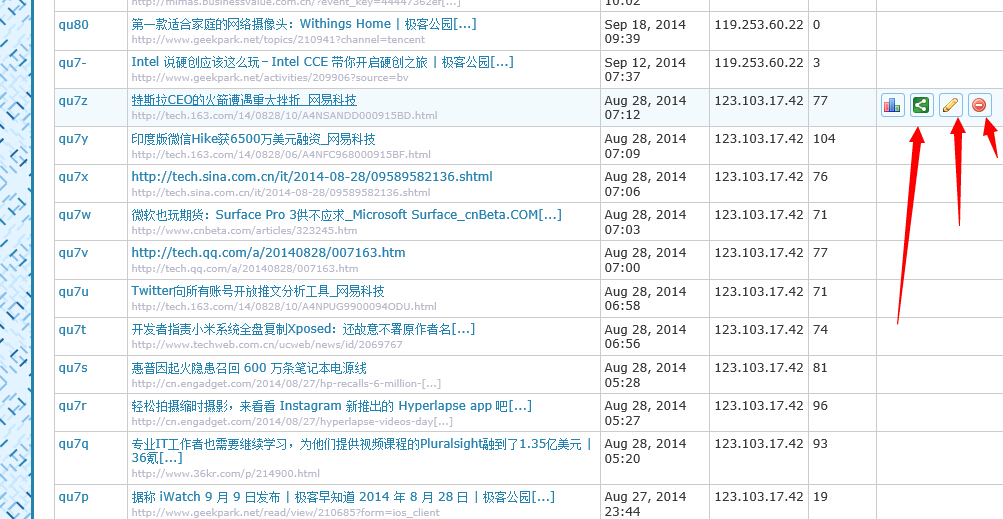 http://mimas.businessvalue.com.cn/?event_key=44447362er[...]
10:02
qu80
第一款适合家庭的网络摄像头：Withings Home | 极客公园[...]
http://www.geekpark.net/topics/210941?channel=tencent
Sep 18, 2014
09:39
119.253.60.22
0
qu7-
Intel 说硬创应该这么玩 – Intel CCE 带你开启硬创之旅 | 极客公园[...]
http://www.geekpark.net/activities/209906?source=bv
Sep 12, 2014
07:37
119.253.60.22
3
qu7z
特斯拉CEO的火箭遭遇重大挫折_网易科技
http://tech.163.com/14/0828/10/A4NSANDD000915BD.html
Aug 28, 2014
07:12
123.103.17.42
77
qu7y
印度版微信Hike获6500万美元融资_网易科技
http://tech.163.com/14/0828/06/A4NFC968000915BF.html
Aug 28, 2014
07:09
123.103.17.42
104
qu7x
http://tech.sina.com.cn/it/2014-08-28/09589582136.shtml
http://tech.sina.com.cn/it/2014-08-28/09589582136.shtml
Aug 28, 2014
07:06
123.103.17.42
76
qu7w
微软也玩期货：Surface Pro 3供不应求_Microsoft Surface_cnBeta.COM[...]
http://www.cnbeta.com/articles/323245.htm
Aug 28, 2014
07:03
123.103.17.42
71
qu7v
http://tech.qq.com/a/20140828/007163.htm
http://tech.qq.com/a/20140828/007163.htm
Aug 28, 2014
07:00
123.103.17.42
77
qu7u
Twitter向所有账号开放推文分析工具_网易科技
http://tech.163.com/14/0828/10/A4NPUG9900094ODU.html
Aug 28, 2014
06:58
123.103.17.42
71
qu7t
开发者指责小米系统全盘复制Xposed：还故意不署原作者名[...]
http://www.techweb.com.cn/ucweb/news/id/2069767
Aug 28, 2014
06:56
123.103.17.42
74
qu7s
惠普因起火隐患召回 600 万条笔记本电源线
http://cn.engadget.com/2014/08/27/hp-recalls-6-million-[...]
Aug 28, 2014
05:28
123.103.17.42
81
qu7r
轻松拍摄缩时摄影，来看看 Instagram 新推出的 Hyperlapse app 吧[...]
http://cn.engadget.com/2014/08/27/hyperlapse-videos-day[...]
Aug 28, 2014
05:27
123.103.17.42
96
qu7q
专业IT工作者也需要继续学习，为他们提供视频课程的Pluralsight融到了1.35亿美元 |
36氪[...]
http://www.36kr.com/p/214900.html
Aug 28, 2014
05:20
123.103.17.42
93
qu7p
据称 iWatch 9 月 9 日发布 | 极客早知道 2014 年 8 月 28 日 | 极客公园[...]
http://www.geekpark.net/read/view/210685?form=ios_client
Aug 27, 2014
23:44
123.103.17.42
19